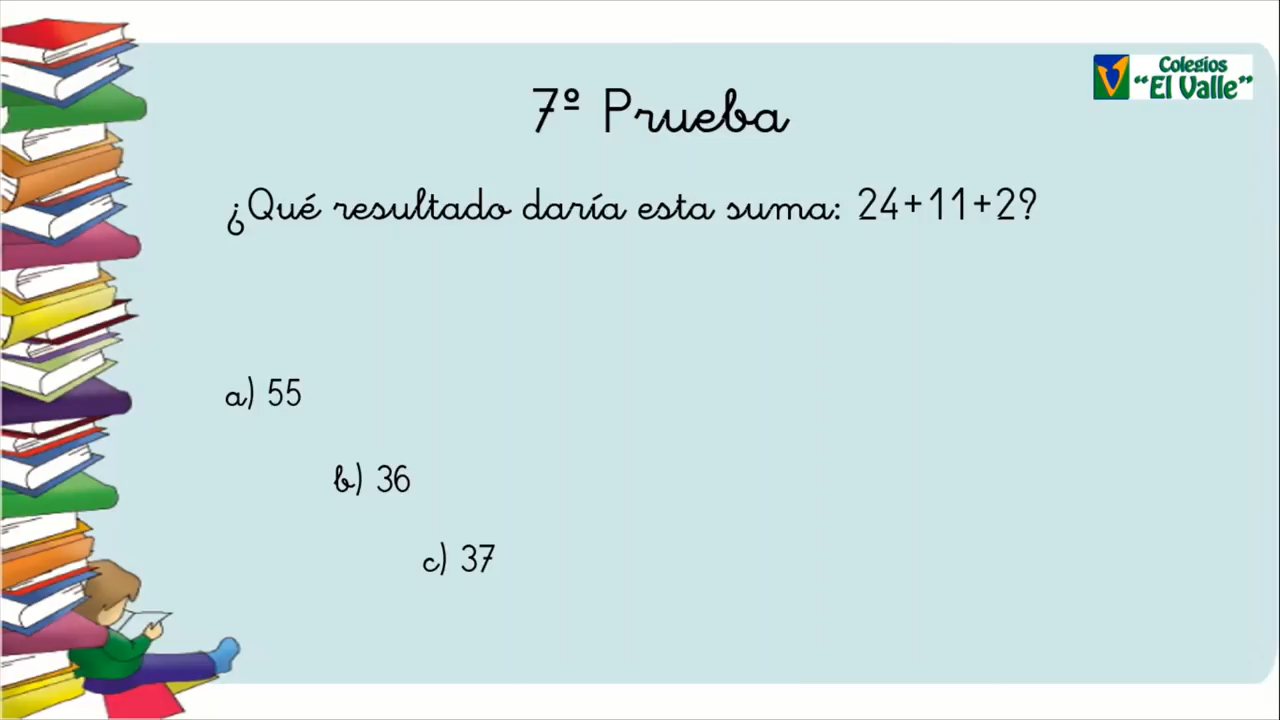 Colegios
“El Valle”
7º Prueba
¿Qué resultado daría esta suma: 24+11+2?
a) 55
b) 36
c) 37